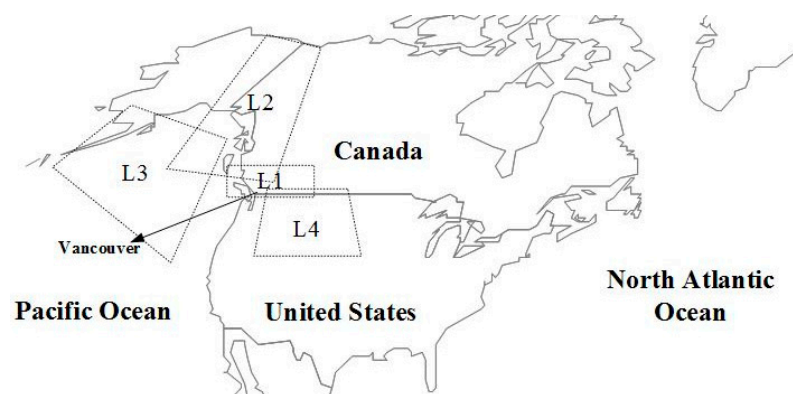 L2
Canada
L3
L1
L4
Vancouver
North Atlantic
Ocean
Pacific Ocean
United States